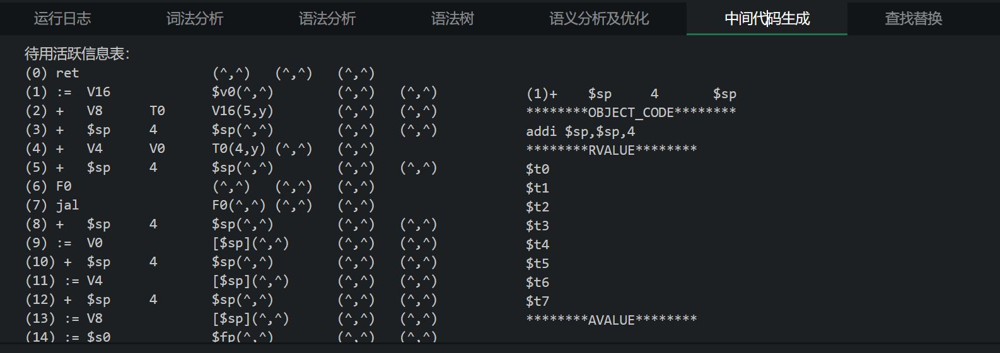 运行日志 词法分析 语法分析 语法树 语义分析及优化 中间代码生成 查找替换
待用活跃信息表：
(0) ret (^,^) (^,^) (^,^)
(1) := V16 $v0(^,^) (^,^) (^,^)
(2) + V8 T0 V16(5,y) (^,^) (^,^)
(3) + $sp 4 $sp(^,^) (^,^) (^,^)
(4) + V4 V0 T0(4,y) (^,^) (^,^)
(5) + $sp 4 $sp(^,^) (^,^) (^,^)
(6) F0 (^,^) (^,^) (^,^)
(7) jal F0(^,^) (^,^) (^,^)
(8) + $sp 4 $sp(^,^) (^,^) (^,^)
(9) := V0 [$sp](^,^) (^,^) (^,^)
(10) + $sp 4 $sp(^,^) (^,^) (^,^)
(11) := V4 [$sp](^,^) (^,^) (^,^)
(12) + $sp 4 $sp(^,^) (^,^) (^,^)
(13) := V8 [$sp](^,^) (^,^) (^,^)
(14) := $s0 $fp(^,^) (^,^) (^,^)
(1)+ $sp 4 $sp
********OBJECT_CODE********
addi $sp,$sp,4
********RVALUE********
$t0
$t1
$t2
$t3
$t4
$t5
$t6
$t7
********AVALUE********